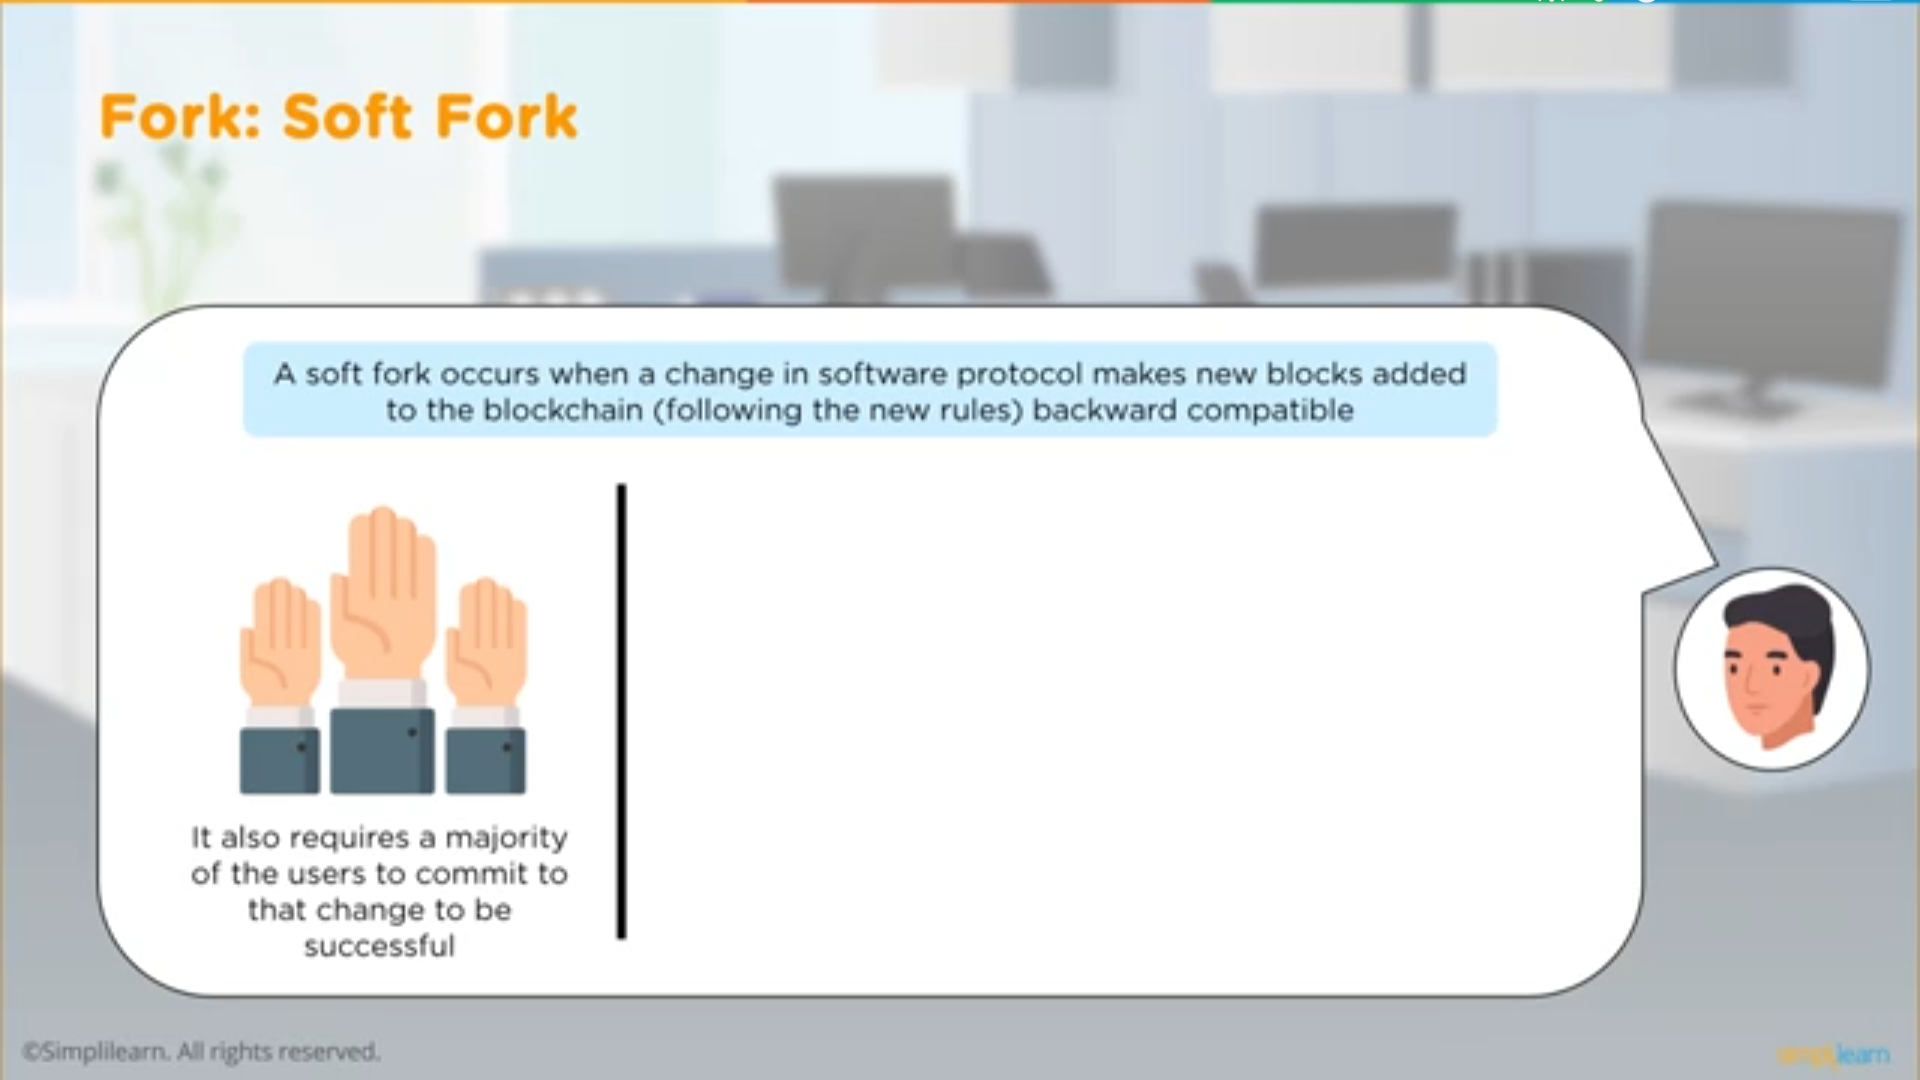 Fork: Soft Fork
A soft fork occurs when a change in software protocol makes new blocks added
to the blockchain (following the new rules) backward compatible
It also requires a majority
of the users to commit to
that change to be
successful
©Simplilearn. All rights reserved.
simplilearn